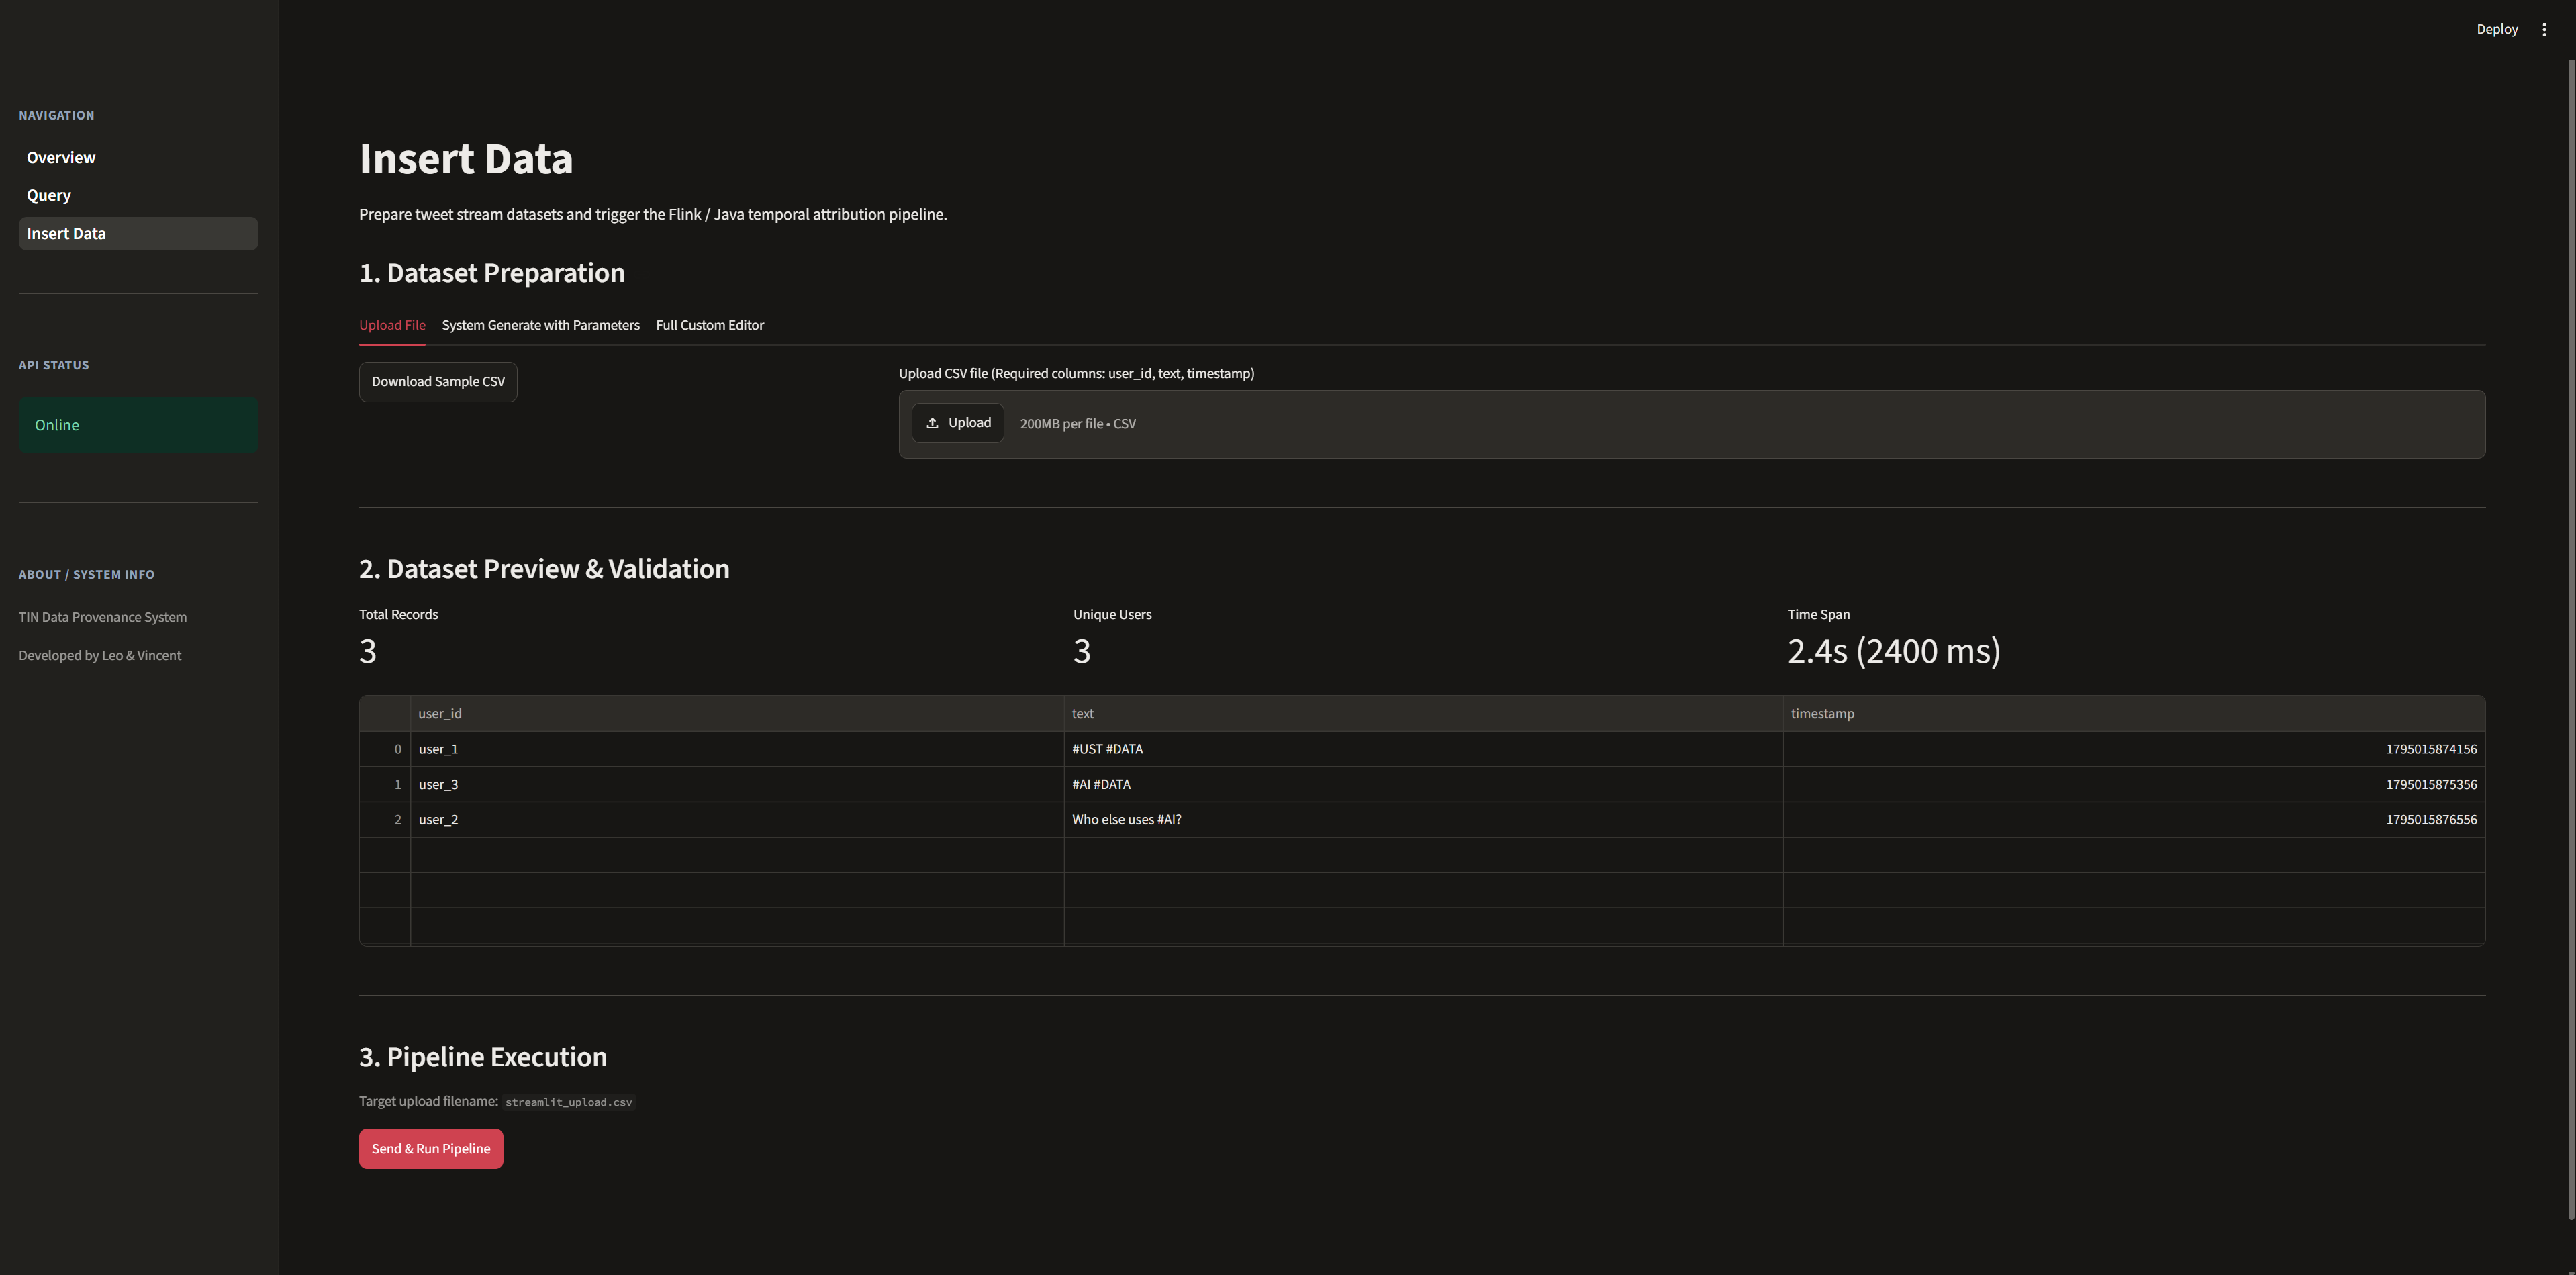 Deploy
NAVIGATION
Overview
Query
Insert Data
API STATUS
Online
ABOUT / SYSTEM INFO
TIN Data Provenance System
Developed by Leo & Vincent
Insert Data
Prepare tweet stream datasets and trigger the Flink / Java temporal attribution pipeline.
1. Dataset Preparation
Upload File System Generate with Parameters Full Custom Editor
Download Sample CSV
Upload CSV file (Required columns: user_id, text, timestamp)
Upload 200MB per file • CSV
2. Dataset Preview & Validation
Total Records Unique Users Time Span
3 3 2.4s (2400 ms)
user_id text timestamp
0 user_1 #UST #DATA 1795015874156
1 user_3 #AI #DATA 1795015875356
2 user_2 Who else uses #AI? 1795015876556
3. Pipeline Execution
Target upload filename: streamlit_upload.csv
Send & Run Pipeline